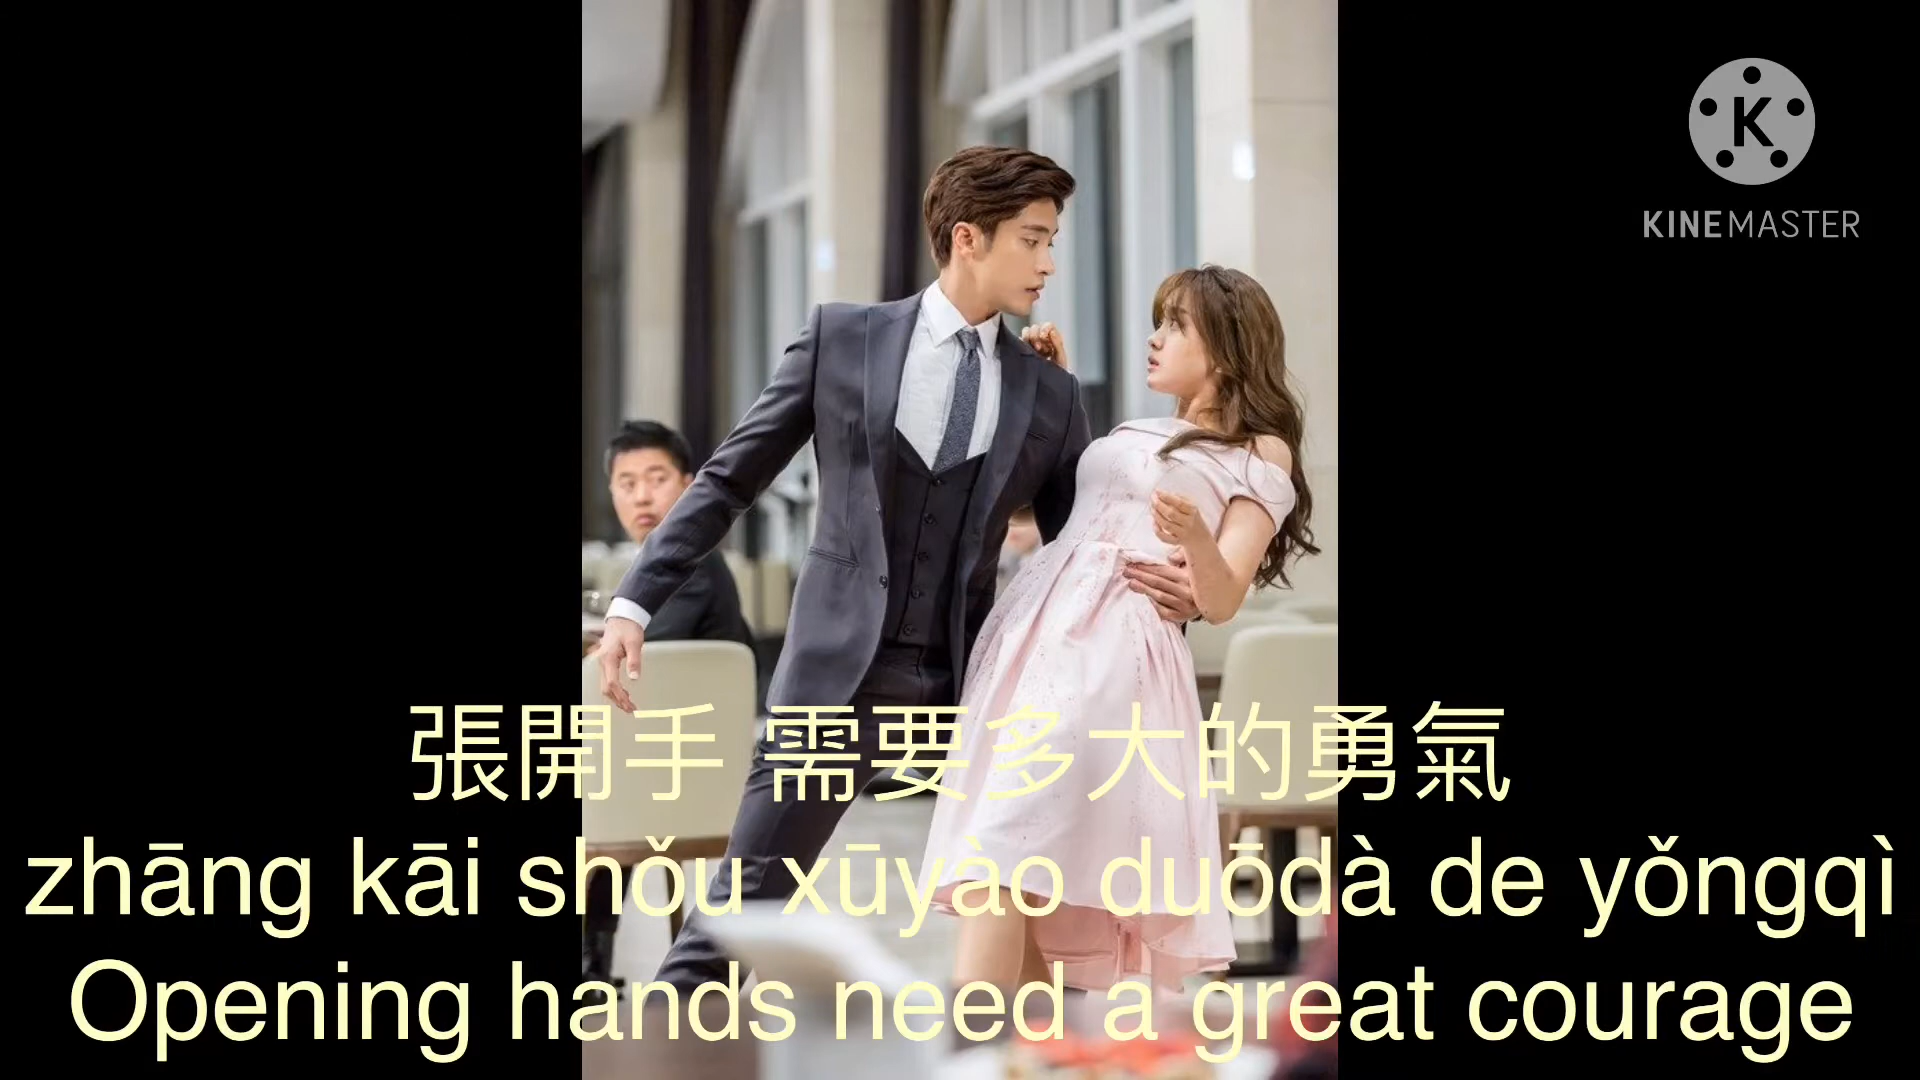 K
KINEMASTER
張開手 需要多大的勇氣
zhāng kāi shǒu xūyào duōdà de yǒngqì
Opening hands need a great courage